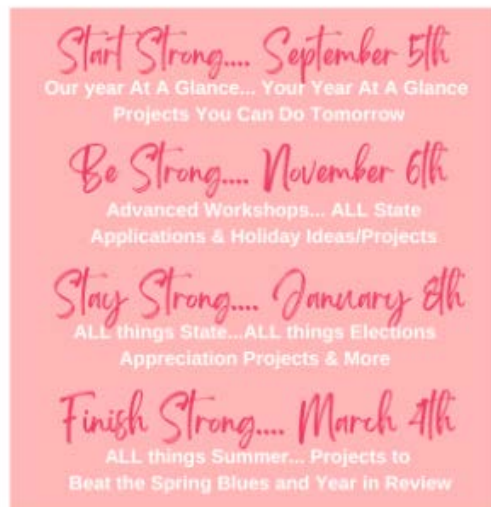 Start Strong.... September 5th
Our year At A Glance... Your Year At A Glance
Projects You Can Do Tomorrow
Be Strong.... November 6th
Advanced Workshops... ALL State
Applications & Holiday Ideas/Projects
Stay Strong.... January 8th
ALL things State...ALL things Elections
Appreciation Projects & More
Finish Strong.... March 4th
ALL things Summer... Projects to
Beat the Spring Blues and Year in Review